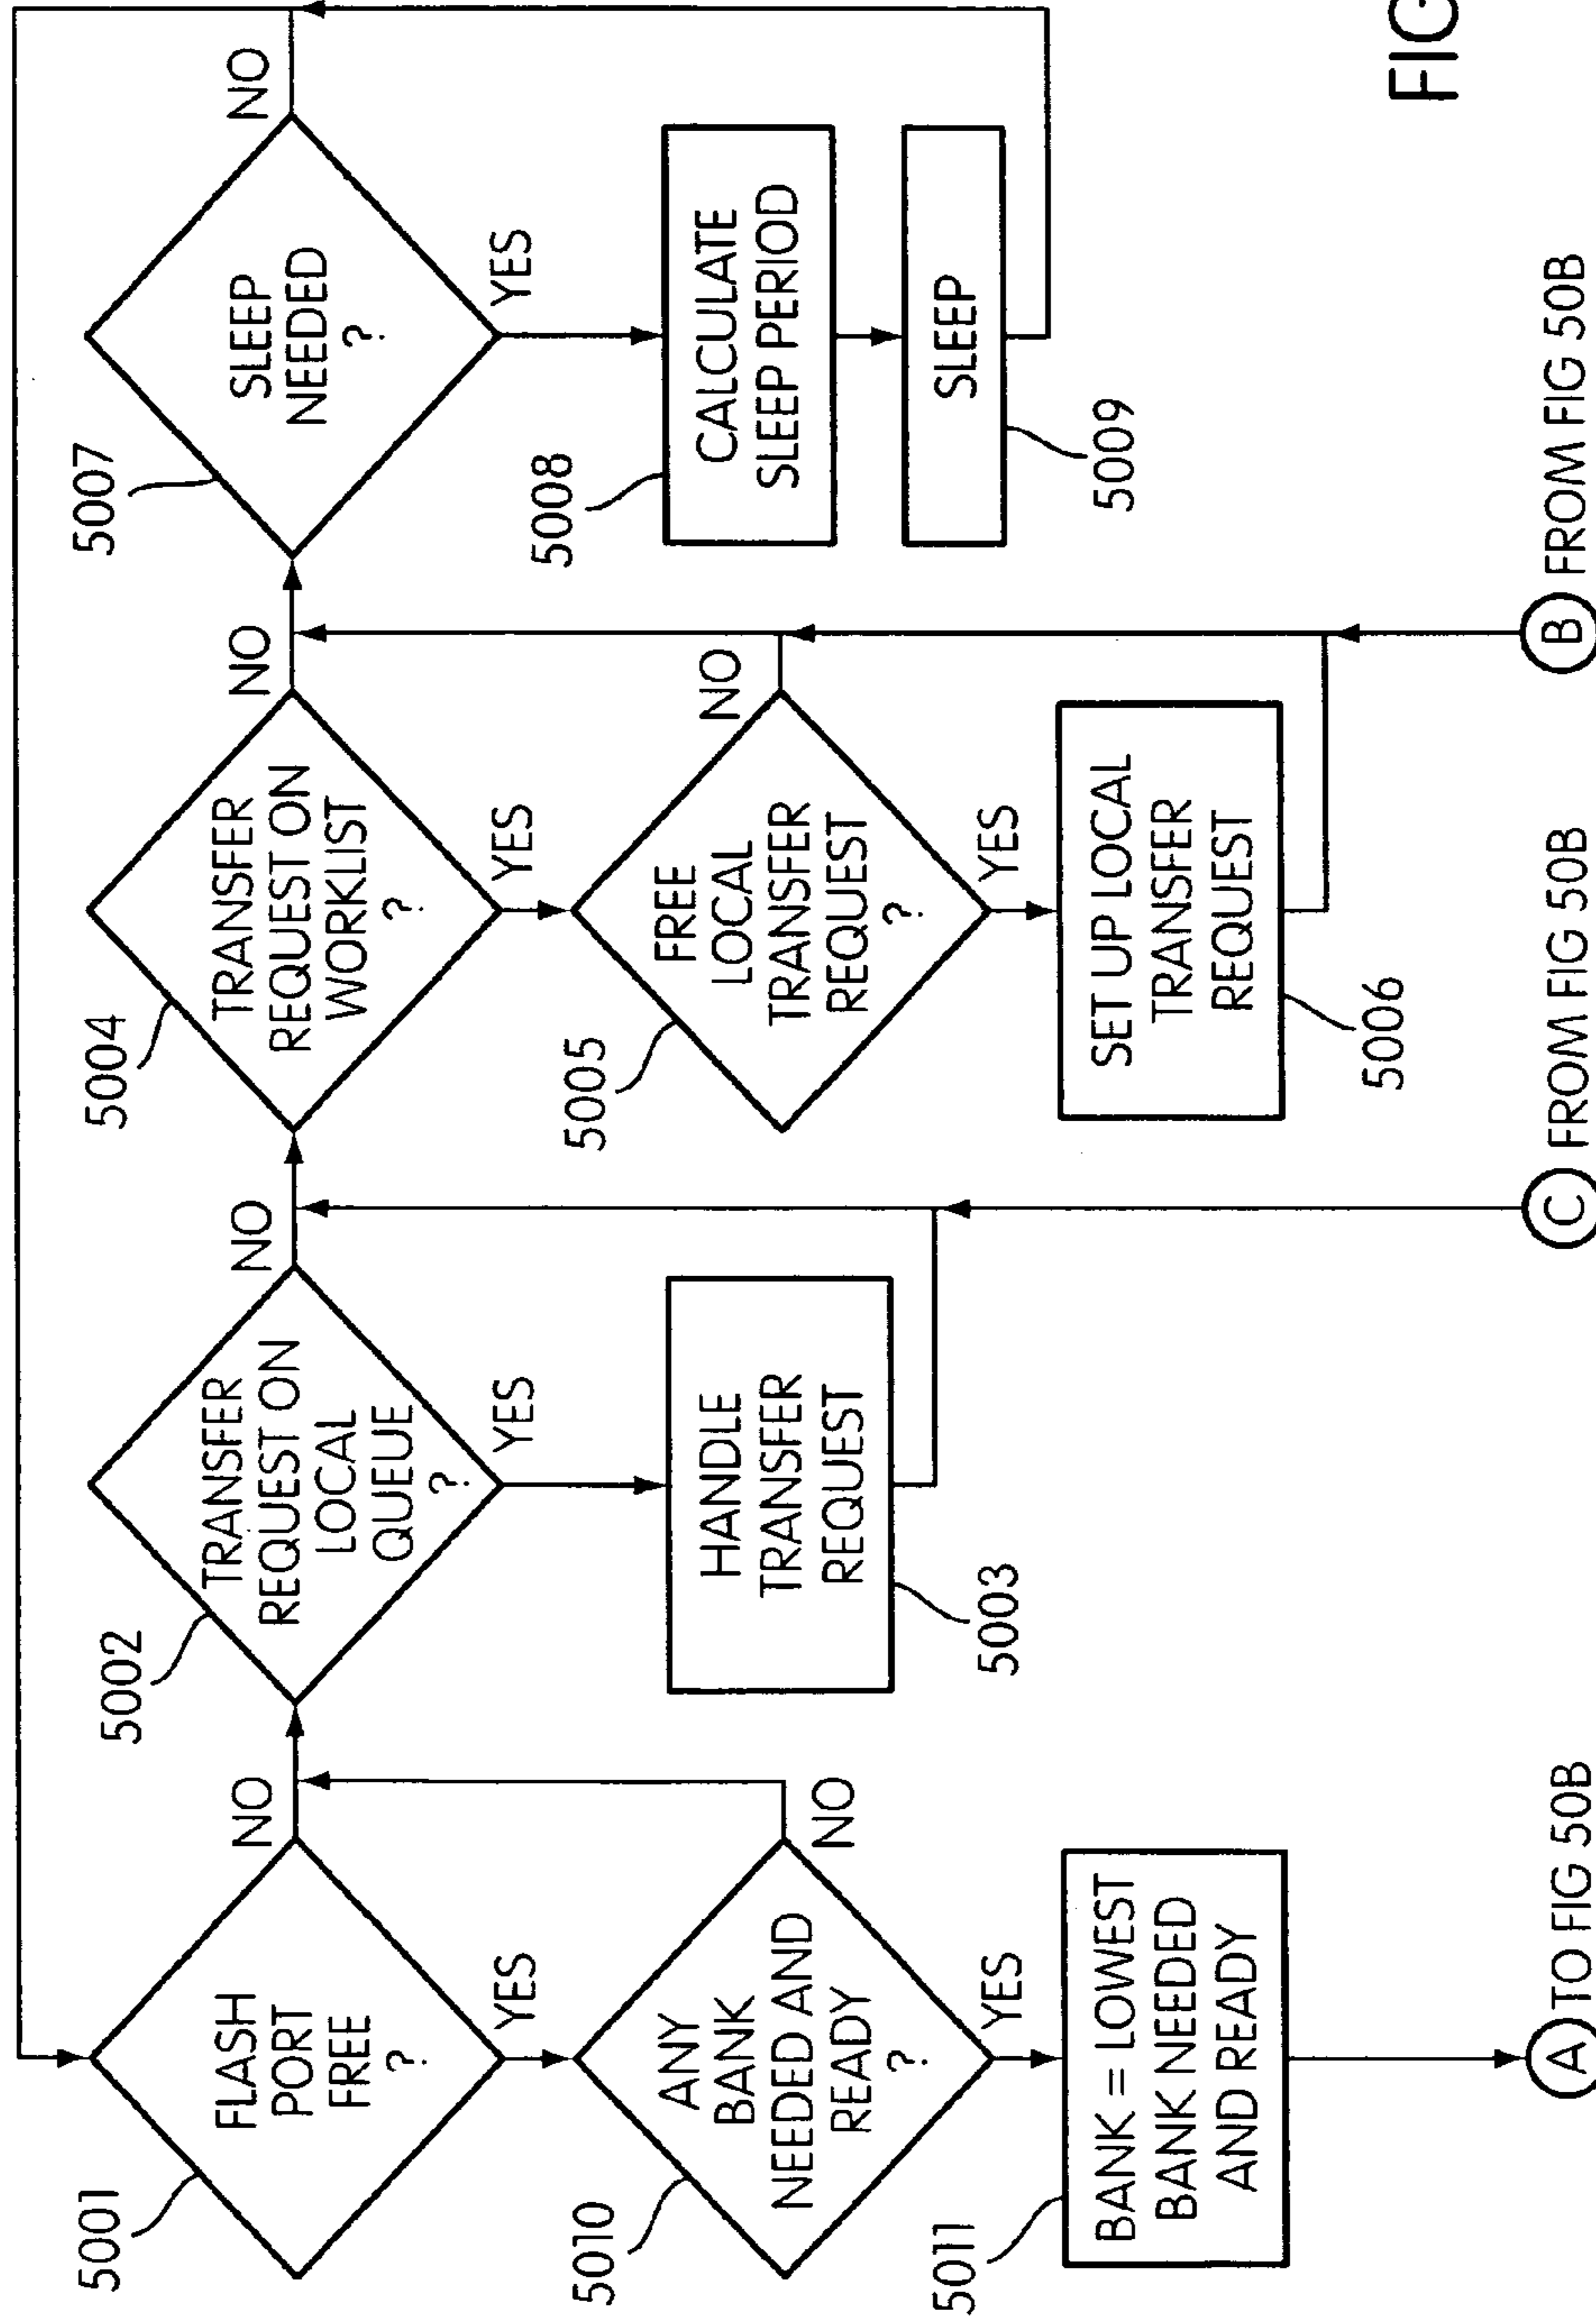 5001
FLASH
PORT
FREE
?
NO
YES
5010
ANY
BANK
NEEDED AND
READY
?
NO
YES
5011
BANK = LOWEST
BANK NEEDED
AND READY
A TO FIG 50B
5002
TRANSFER
REQUEST ON
LOCAL
QUEUE
?
NO
YES
HANDLE
TRANSFER
REQUEST
5003
C FROM FIG 50B
5004
TRANSFER
REQUEST ON
WORKLIST
?
NO
YES
5005
FREE
LOCAL
TRANSFER
REQUEST
?
NO
YES
SET UP LOCAL
TRANSFER
REQUEST
5006
B FROM FIG 50B
5007
SLEEP
NEEDED
?
NO
YES
5008
CALCULATE
SLEEP PERIOD
SLEEP
5009
FIG